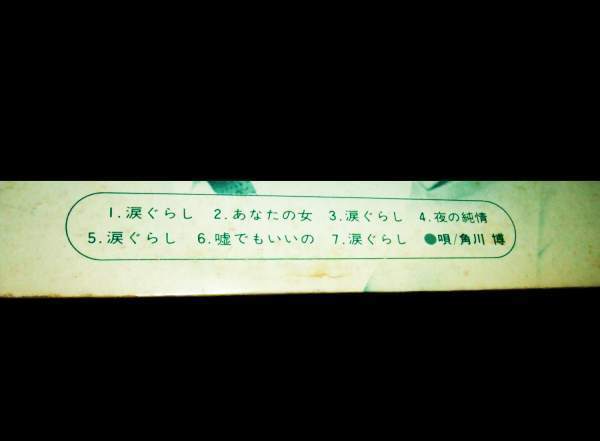 1.涙ぐらし 2.あなたの女 3.涙ぐらし 4.夜の純情
5.涙ぐらし 6.嘘でもいいの 7.涙ぐらし ●唄/角川 博